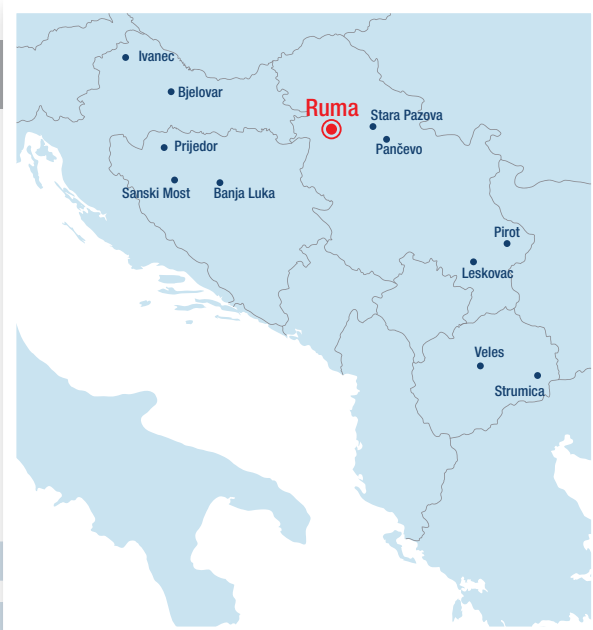 Ivanec
Bjelovar
Ruma
Stara Pazova
Pančevo
Prijedor
Sanski Most
Banja Luka
Pirot
Leskovac
Veles
Strumica